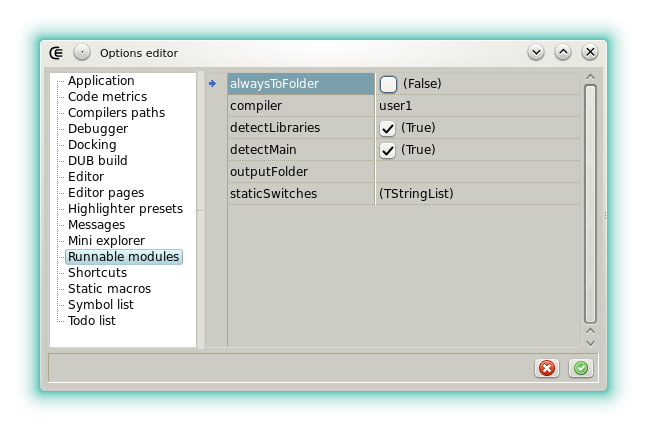 Options editor
Application
Code metrics
Compilers paths
Debugger
Docking
DUB build
Editor
Editor pages
Highlighter presets
Messages
Mini explorer
Runnable modules
Shortcuts
Static macros
Symbol list
Todo list
alwaysToFolder (False)
compiler user1
detectLibraries (True)
detectMain (True)
outputFolder
staticSwitches (TStringList)